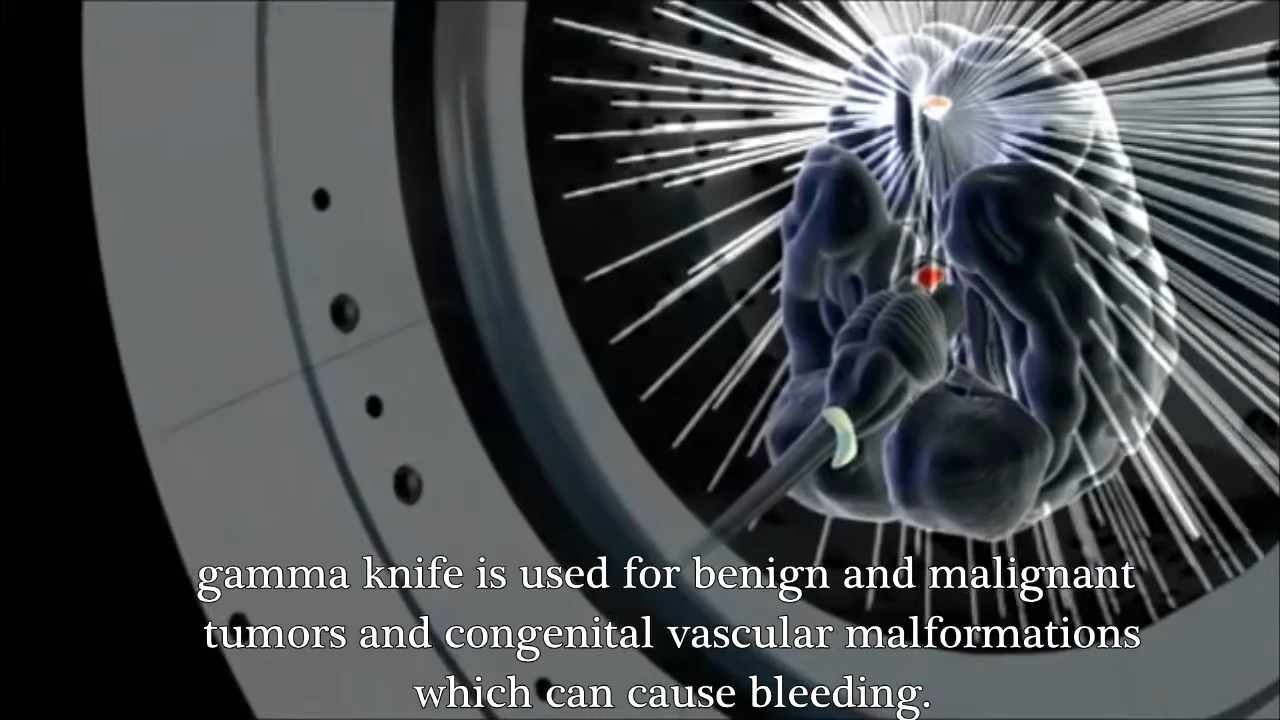 gamma knife is used for benign and malignant
tumors and congenital vascular malformations
which can cause bleeding.